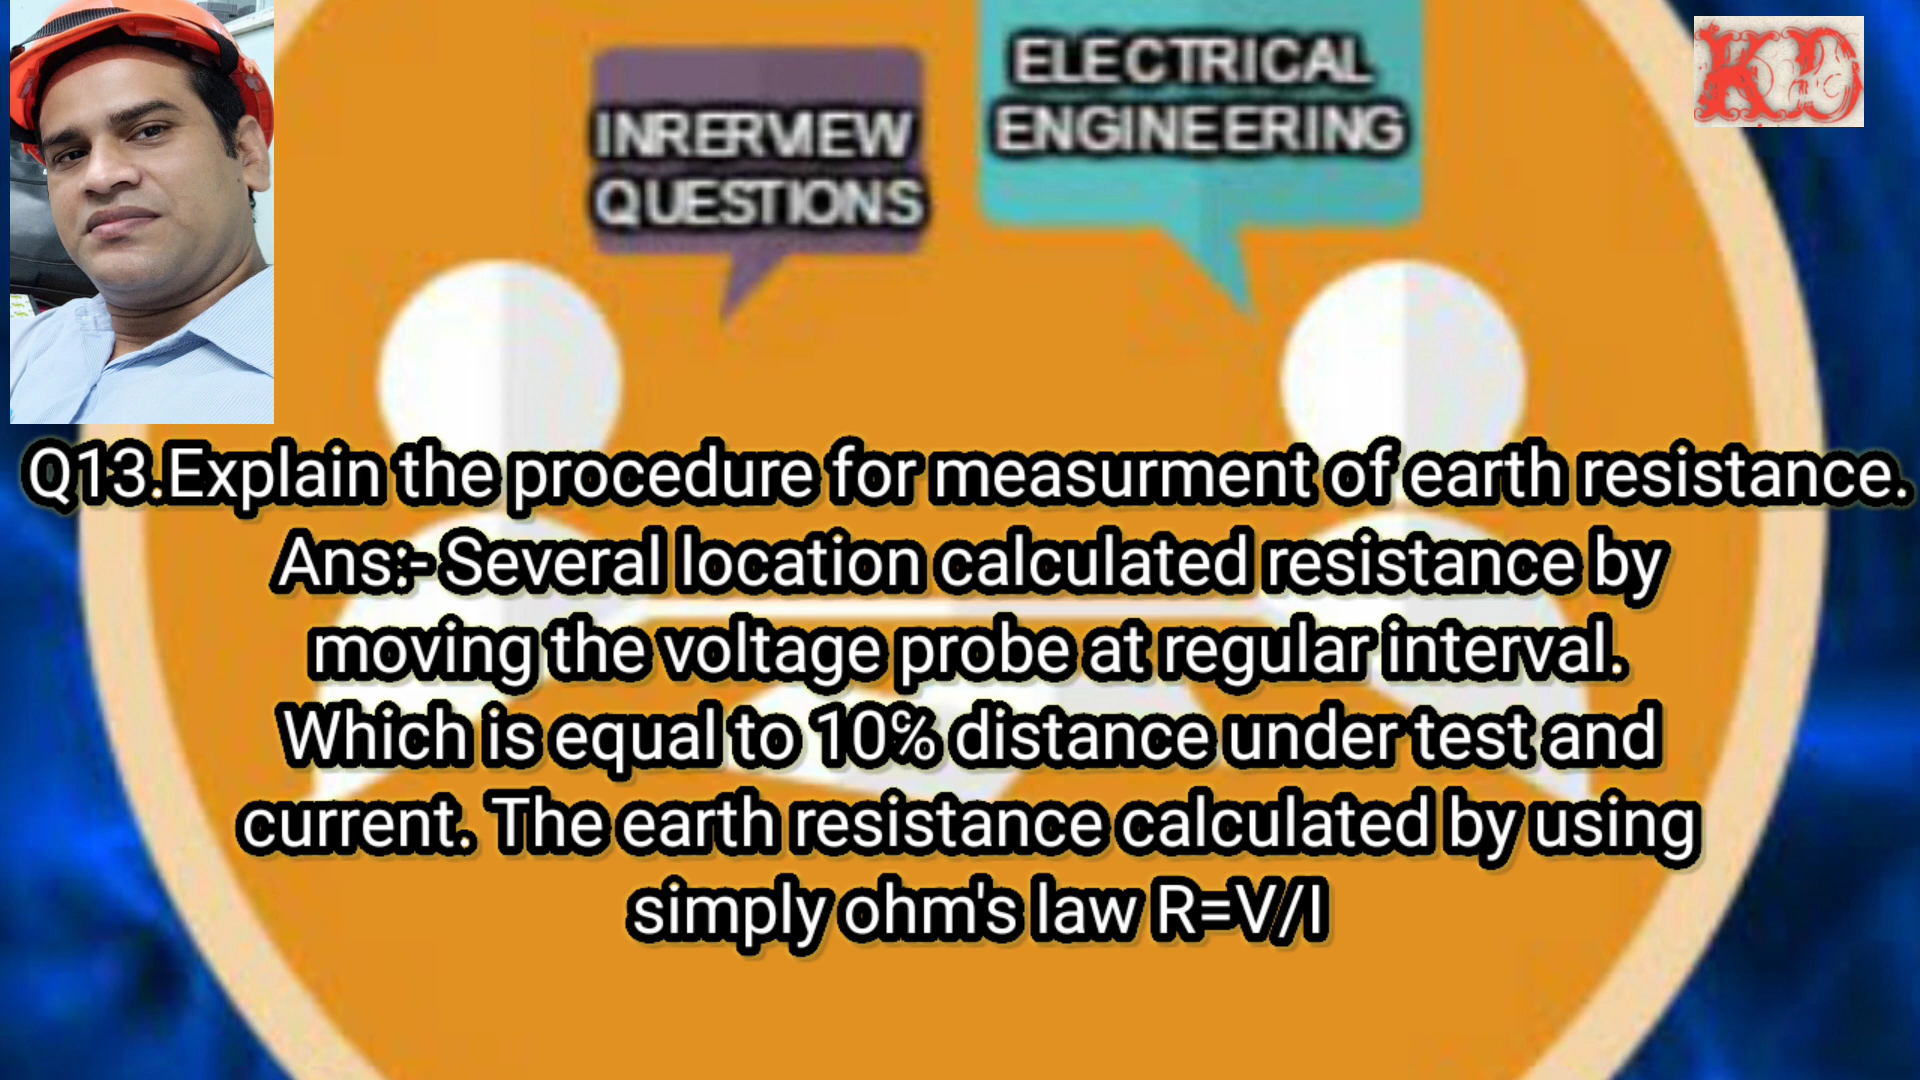 INRERVIEW
QUESTIONS
ELECTRICAL
ENGINEERING
KD
Q13.Explain the procedure for measurment of earth resistance.
Ans:- Several location calculated resistance by
moving the voltage probe at regular interval.
Which is equal to 10℅ distance under test and
current. The earth resistance calculated by using
simply ohm's law R=V/I